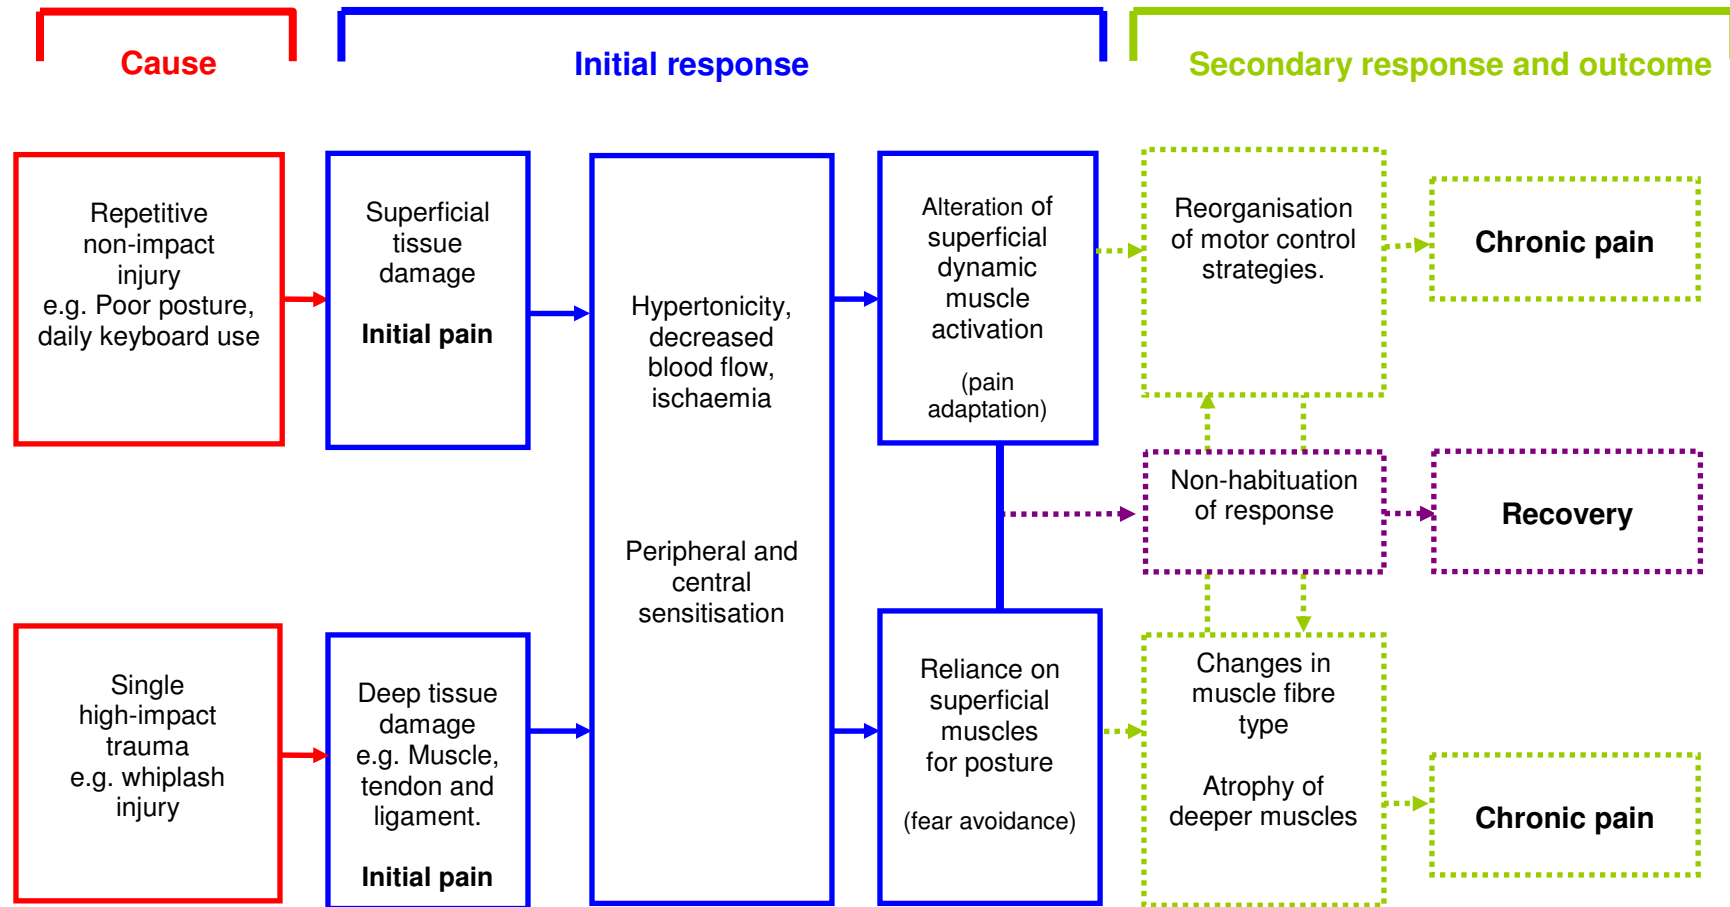 Cause
Initial response
Secondary response and outcome
Repetitive
non-impact
injury
e.g. Poor posture,
daily keyboard use
Superficial
tissue
damage
Initial pain
Hypertonicity,
decreased
blood flow,
ischaemia
Peripheral and
central
sensitisation
Alteration of
superficial
dynamic
muscle
activation
(pain
adaptation)
Reorganisation
of motor control
strategies.
Chronic pain
Non-habituation
of response
Recovery
Single
high-impact
trauma
e.g. whiplash
injury
Deep tissue
damage
e.g. Muscle,
tendon and
ligament.
Initial pain
Reliance on
superficial
muscles
for posture
(fear avoidance)
Changes in
muscle fibre
type
Atrophy of
deeper muscles
Chronic pain